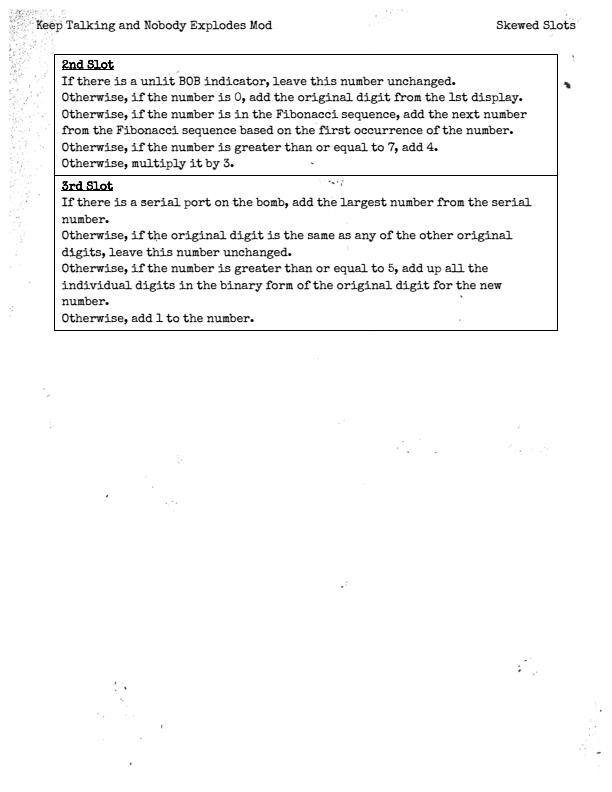 Keep Talking and Nobody Explodes Mod
Skewed Slots
2nd Slot
If there is a unlit BOB indicator, leave this number unchanged.
Otherwise, if the number is 0, add the original digit from the 1st display.
Otherwise, if the number is in the Fibonacci sequence, add the next number
from the Fibonacci sequence based on the first occurrence of the number.
Otherwise, if the number is greater than or equal to 7, add 4.
Otherwise, multiply it by 3.
3rd Slot
If there is a serial port on the bomb, add the largest number from the serial
number.
Otherwise, if the original digit is the same as any of the other original
digits, leave this number unchanged.
Otherwise, if the number is greater than or equal to 5, add up all the
individual digits in the binary form of the original digit for the new
number.
Otherwise, add 1 to the number.